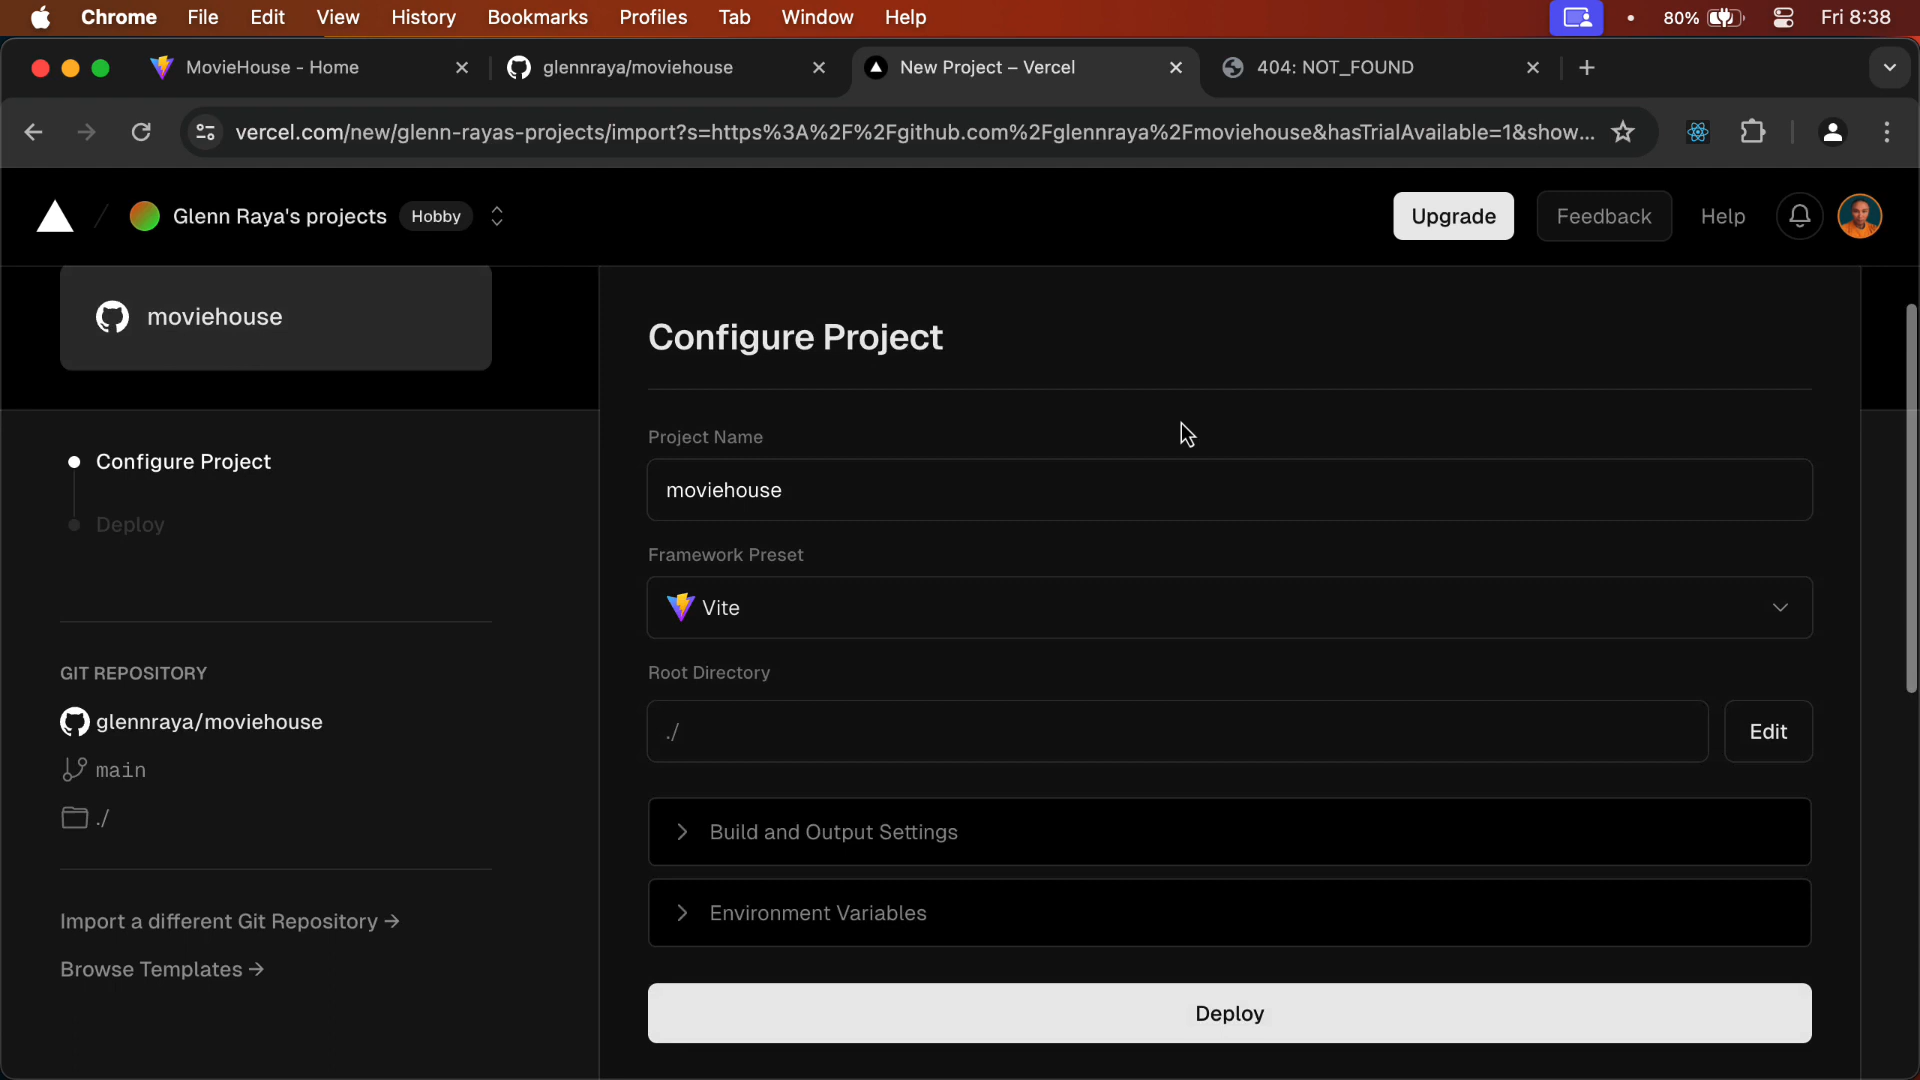 Chrome File Edit View History Bookmarks Profiles Tab Window Help 80% Fri 8:38
MovieHouse - Home glennraya/moviehouse New Project – Vercel 404: NOT_FOUND
vercel.com/new/glenn-rayas-projects/import?s=https%3A%2F%2Fgithub.com%2Fglennraya%2Fmoviehouse&hasTrialAvailable=1&show...
Glenn Raya's projects Hobby Upgrade Feedback Help
moviehouse
Configure Project
Deploy
GIT REPOSITORY
glennraya/moviehouse
main
./
Import a different Git Repository →
Browse Templates →
Configure Project
Project Name
moviehouse
Framework Preset
Vite
Root Directory
./ Edit
Build and Output Settings
Environment Variables
Deploy